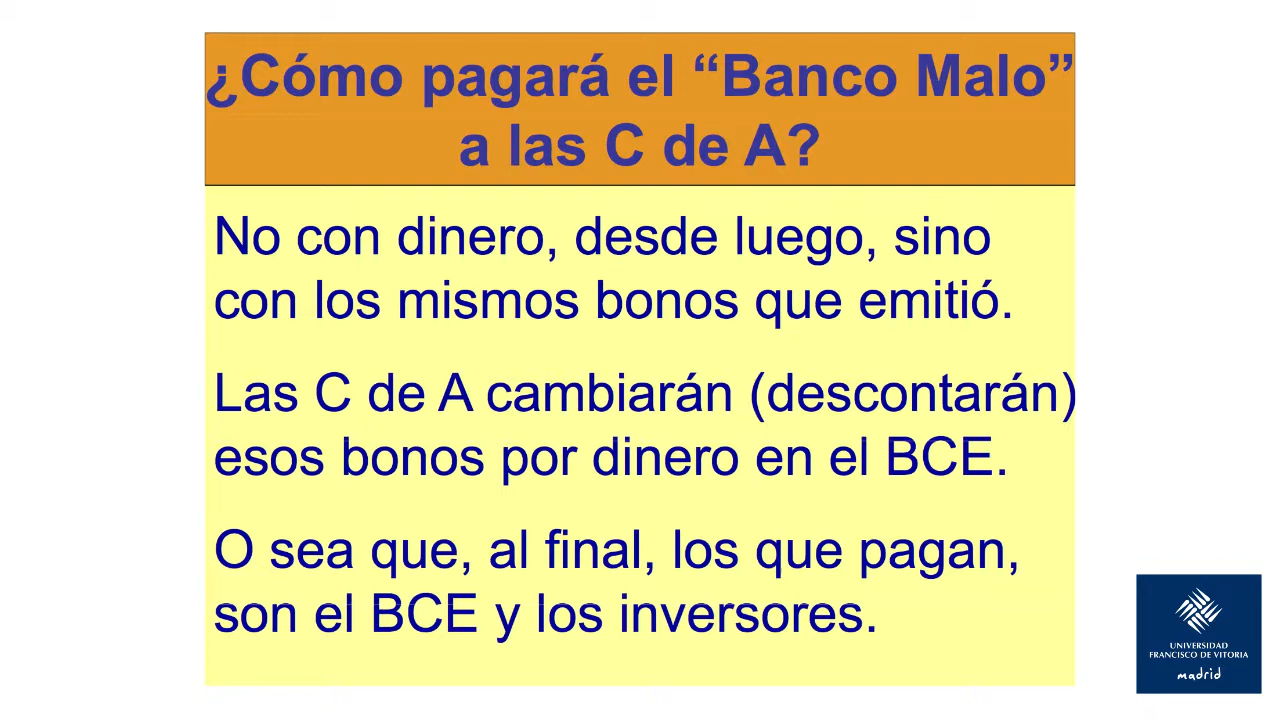 ¿Cómo pagará el “Banco Malo”
a las C de A?
No con dinero, desde luego, sino
con los mismos bonos que emitió.
Las C de A cambiarán (descontarán)
esos bonos por dinero en el BCE.
O sea que, al final, los que pagan,
son el BCE y los inversores.
UNIVERSIDAD
FRANCISCO DE VITORIA
madrid